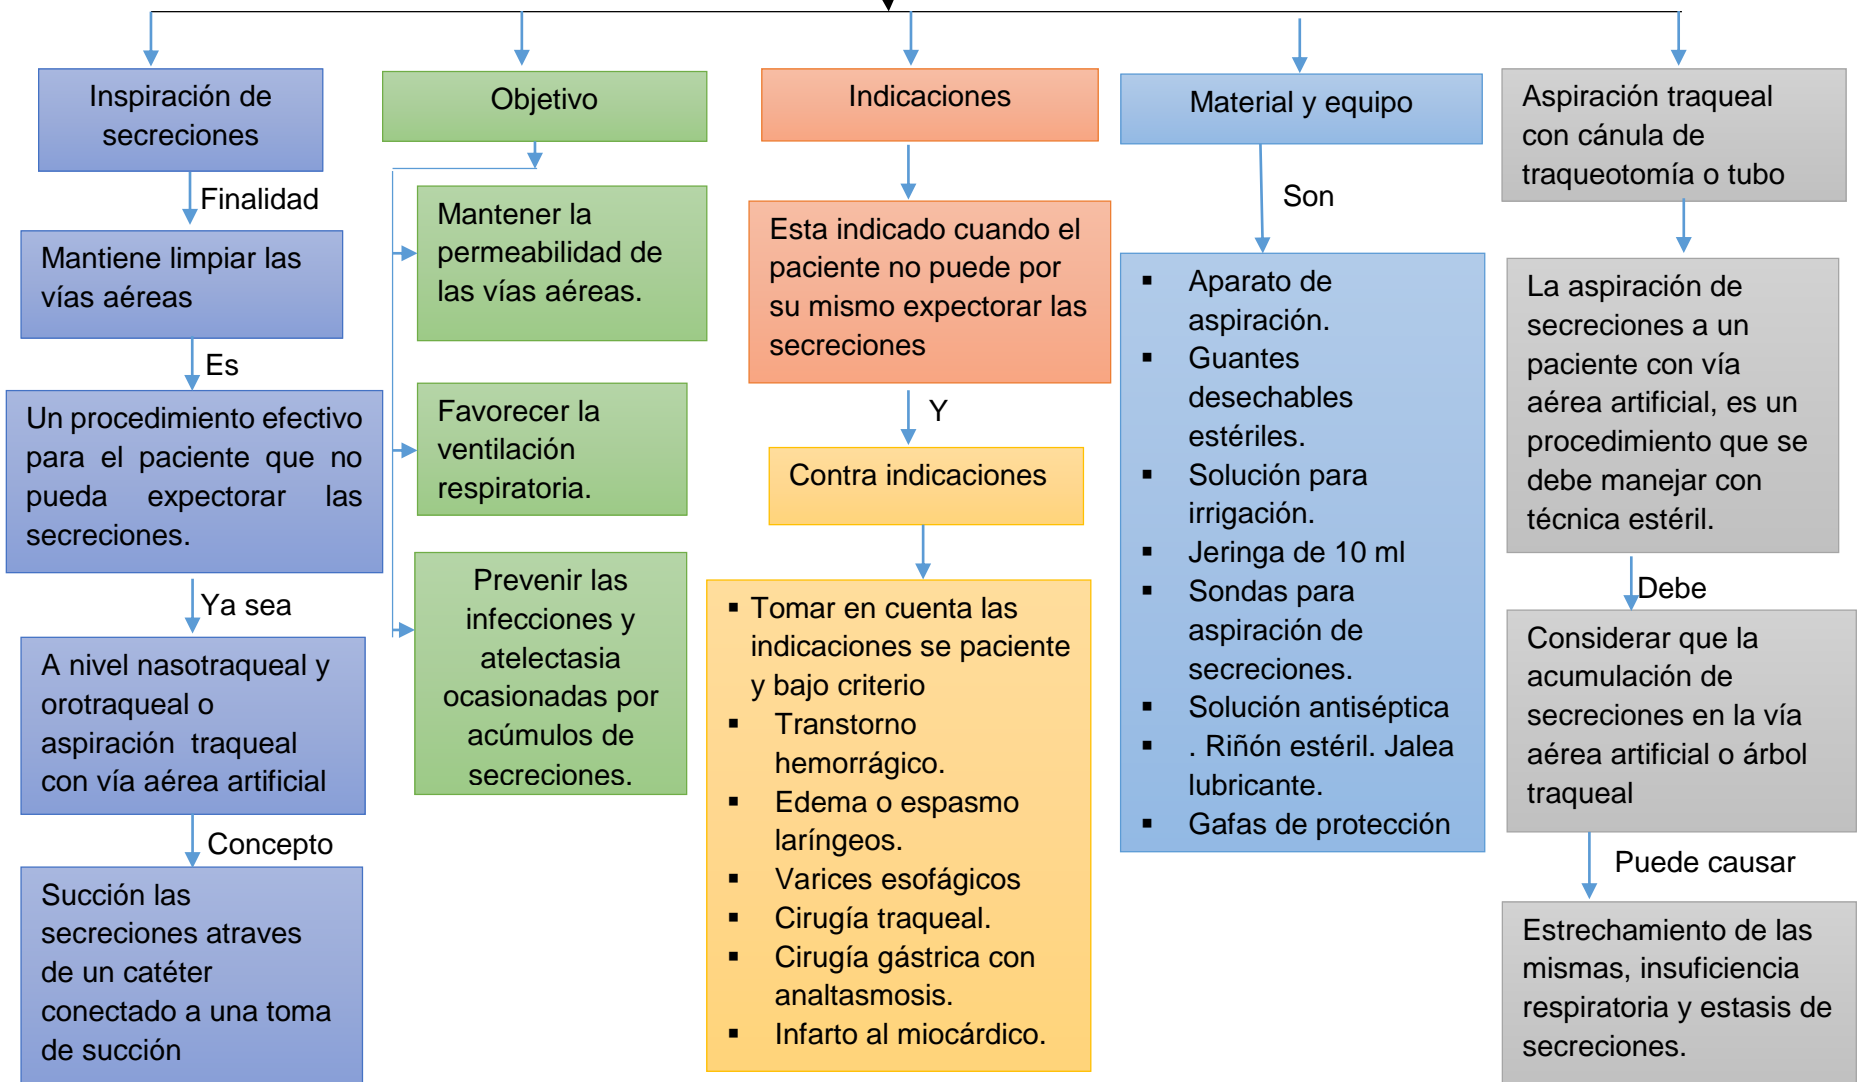 Inspiración de
secreciones
Finalidad
Mantiene limpiar las
vías aéreas
Es
Un procedimiento efectivo
para el paciente que no
pueda expectorar las
secreciones.
Ya sea
A nivel nasotraqueal y
orotraqueal o
aspiración traqueal
con vía aérea artificial
Concepto
Succión las
secreciones atraves
de un catéter
conectado a una toma
de succión
Objetivo
Mantener la
permeabilidad de
las vías aéreas.
Favorecer la
ventilación
respiratoria.
Prevenir las
infecciones y
atelectasia
ocasionadas por
acúmulos de
secreciones.
Indicaciones
Esta indicado cuando el
paciente no puede por
su mismo expectorar las
secreciones
Y
Contra indicaciones
▪ Tomar en cuenta las
indicaciones se paciente
y bajo criterio
▪ Transtorno
hemorrágico.
▪ Edema o espasmo
laríngeos.
▪ Varices esofágicos
▪ Cirugía traqueal.
▪ Cirugía gástrica con
analtasmosis.
▪ Infarto al miocárdico.
Material y equipo
Son
▪ Aparato de
aspiración.
▪ Guantes
desechables
estériles.
▪ Solución para
irrigación.
▪ Jeringa de 10 ml
▪ Sondas para
aspiración de
secreciones.
▪ Solución antiséptica
▪ . Riñón estéril. Jalea
lubricante.
▪ Gafas de protección
Aspiración traqueal
con cánula de
traqueotomía o tubo
La aspiración de
secreciones a un
paciente con vía
aérea artificial, es un
procedimiento que se
debe manejar con
técnica estéril.
Debe
Considerar que la
acumulación de
secreciones en la vía
aérea artificial o árbol
traqueal
Puede causar
Estrechamiento de las
mismas, insuficiencia
respiratoria y estasis de
secreciones.